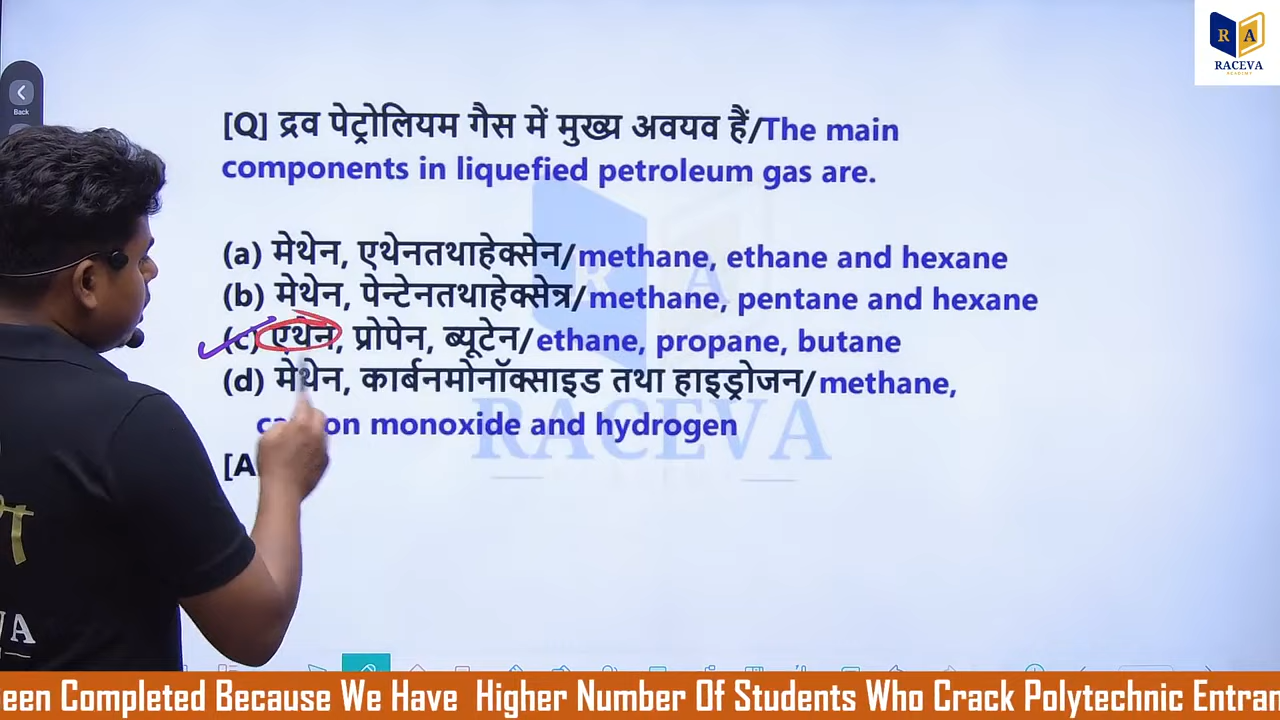 R A
RACEVA
ACADEMY
Back
[Q] द्रव पेट्रोलियम गैस में मुख्य अवयव हैं/The main
components in liquefied petroleum gas are.
(a) मेथेन, एथेनतथाहेक्सेन/methane, ethane and hexane
(b) मेथेन, पेन्टेनतथाहेक्सेत्र/methane, pentane and hexane
(c) एथेन, प्रोपेन, ब्यूटेन/ethane, propane, butane
(d) मेथेन, कार्बनमोनॉक्साइड तथा हाइड्रोजन/methane,
monoxide and hydrogen
[A
R A
RACEVA
een Completed Because We Have Higher Number Of Students Who Crack Polytechnic Entran